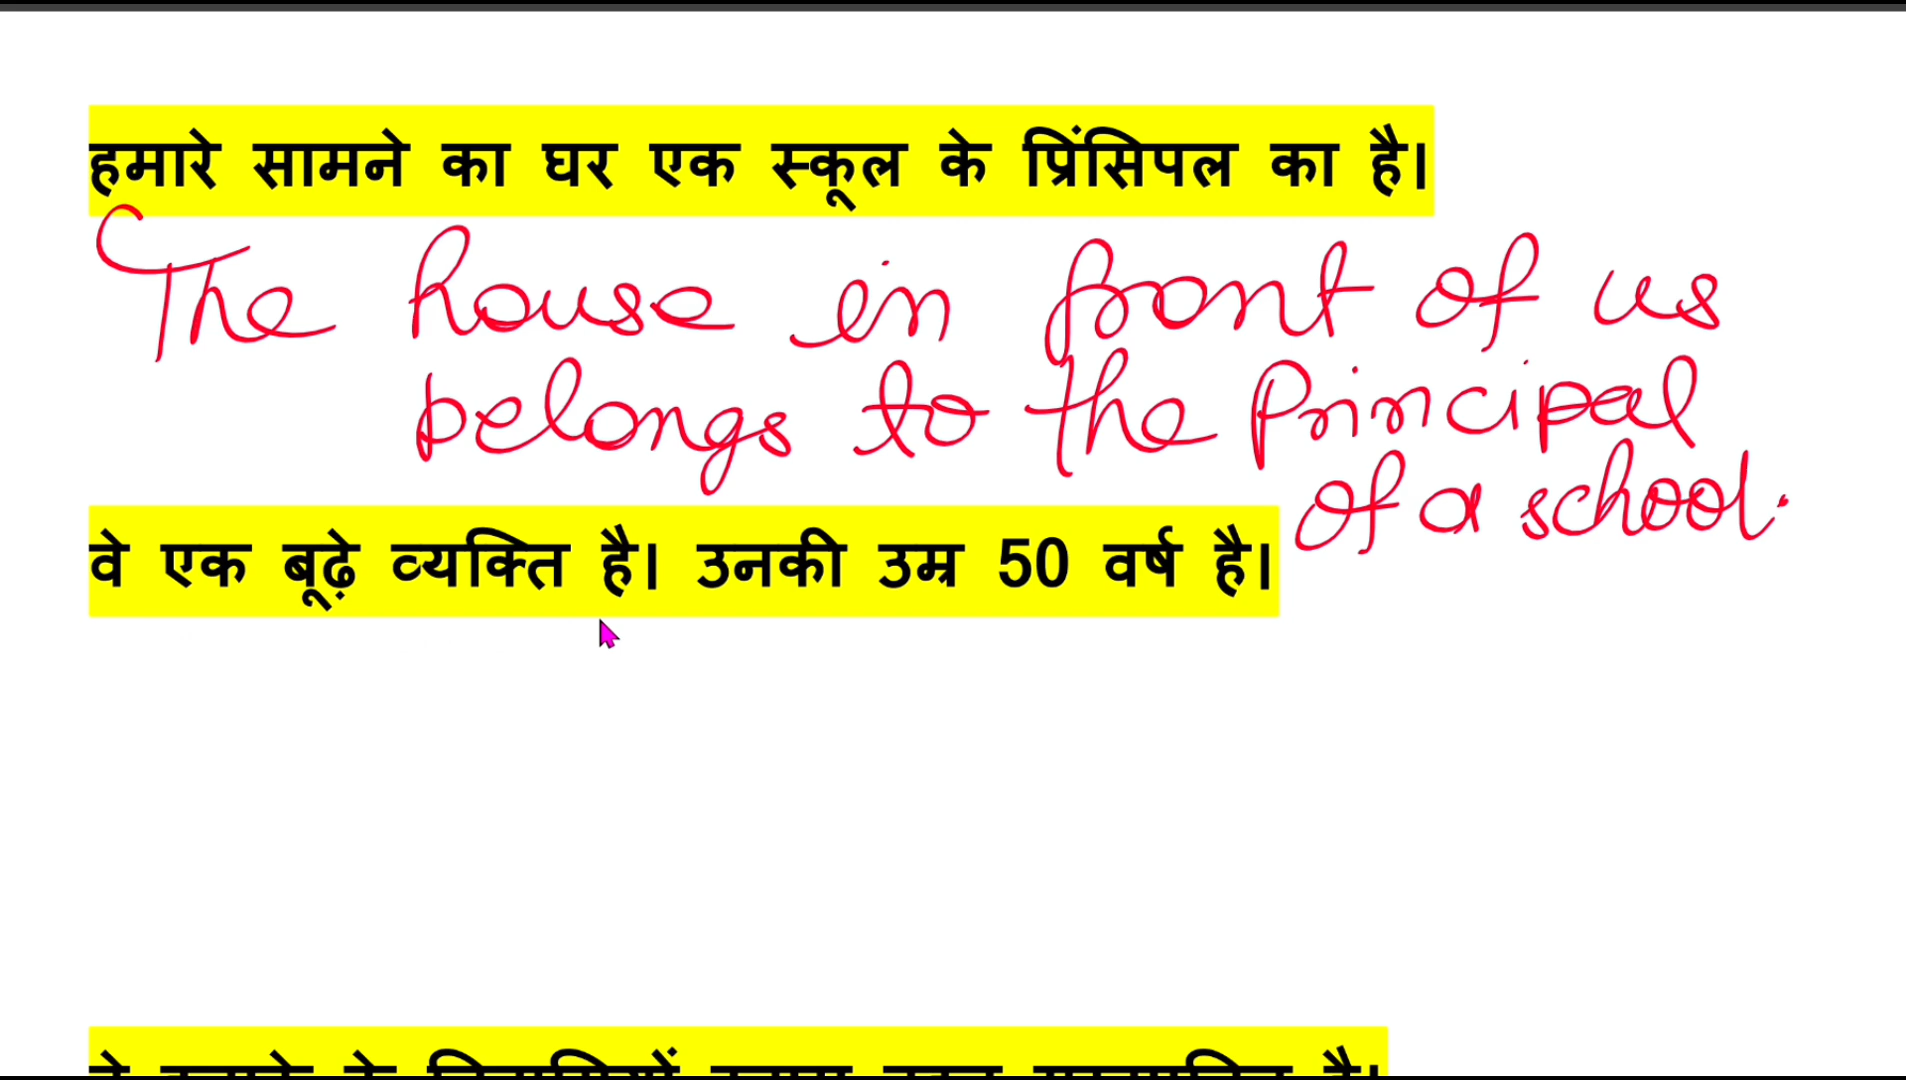 हमारे सामने का घर एक स्कूल के प्रिंसिपल का है।
The house in front of us
belongs to the Principal
of a school.
वे एक बूढ़े व्यक्ति है। उनकी उम्र 50 वर्ष है।